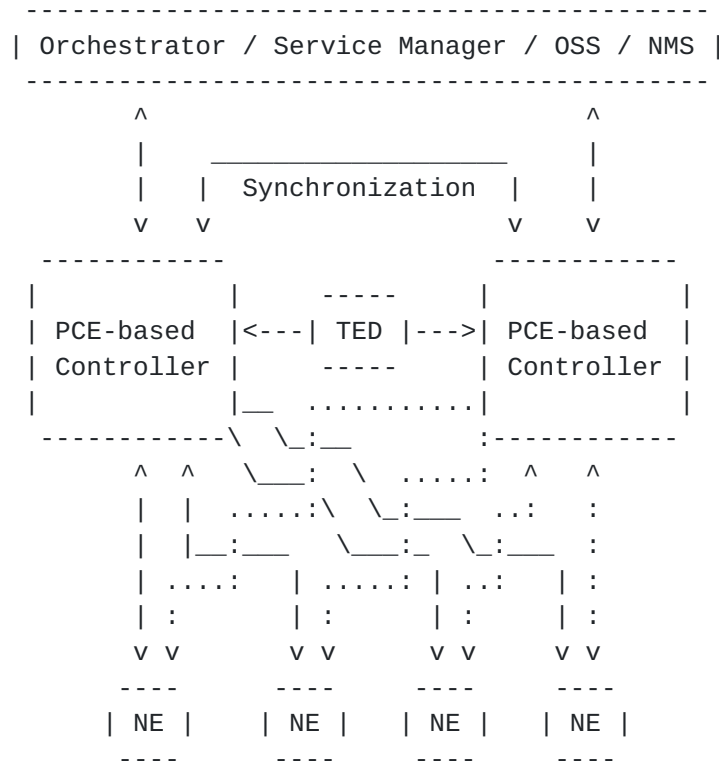 Orchestrator / Service Manager / OSS / NMS
Synchronization
TED
PCE-based Controller
PCE-based Controller
NE
NE
NE
NE